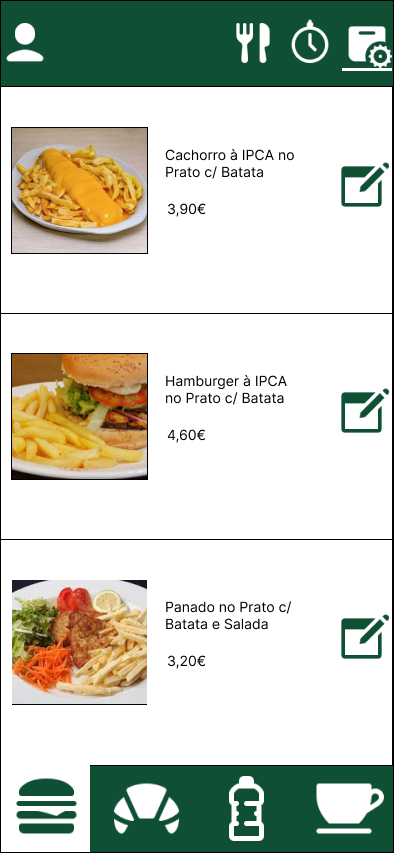 Cachorro à IPCA no
Prato c/ Batata
3,90€
Hamburger à IPCA
no Prato c/ Batata
4,60€
Panado no Prato c/
Batata e Salada
3,20€